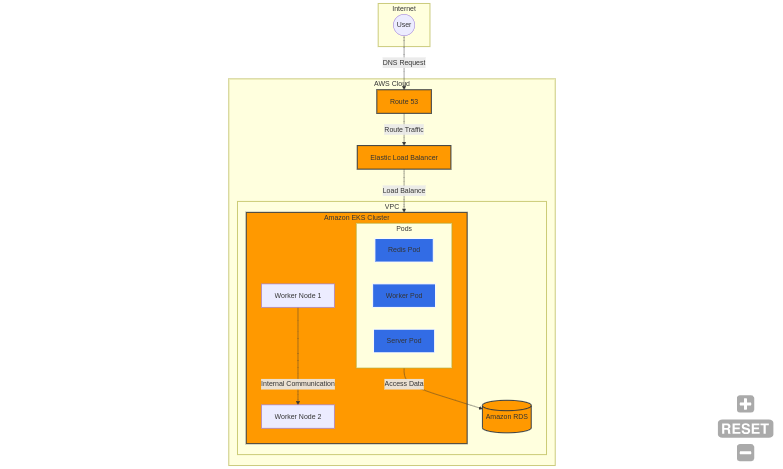 Internet
User
DNS Request
AWS Cloud
Route 53
Route Traffic
Elastic Load Balancer
Load Balance
VPC
Amazon EKS Cluster
Pods
Redis Pod
Worker Node 1
Worker Pod
Server Pod
Internal Communication
Access Data
Worker Node 2
Amazon RDS
RESET